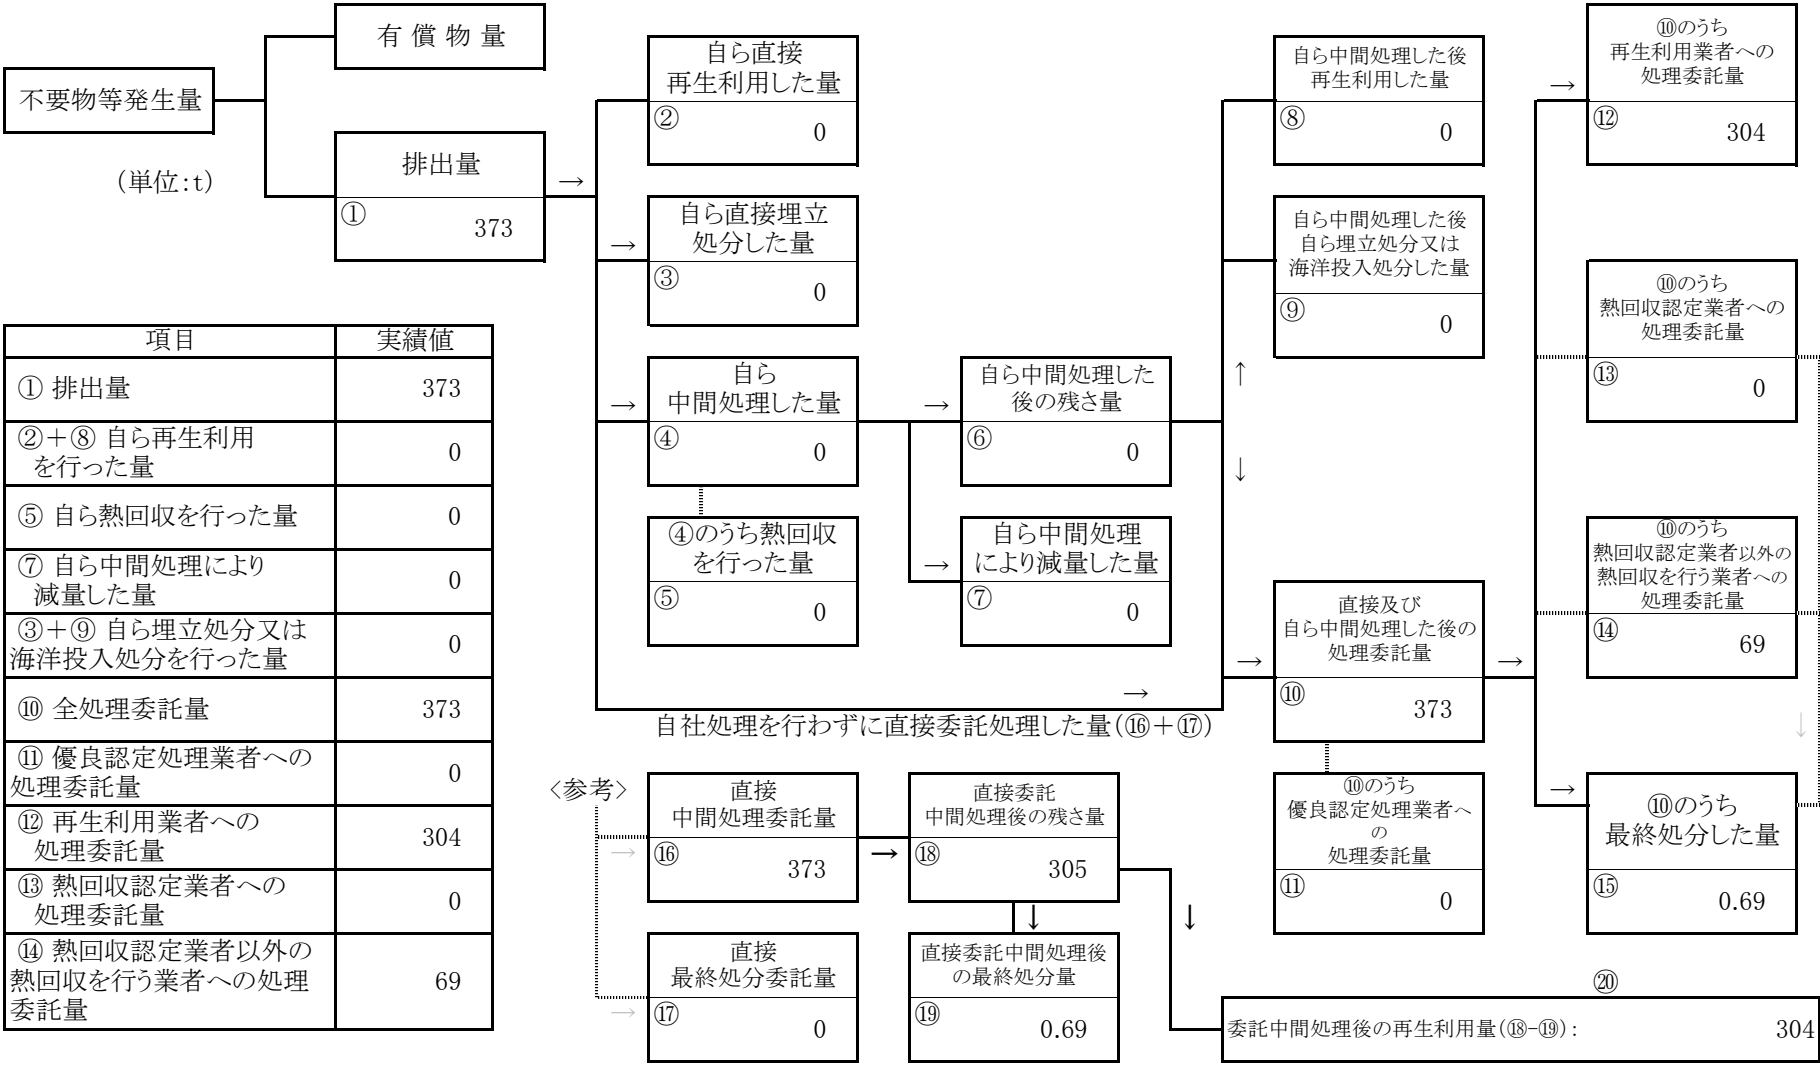 有 償 物 量
不要物等発生量
(単位:t)
排出量
①
373
→
自ら直接
再生利用した量
②
0
→
自ら直接埋立
処分した量
③
0
→
自ら
中間処理した量
④
0
④のうち熱回収
を行った量
⑤
0
→
自ら中間処理した
後の残さ量
⑥
0
→
自ら中間処理
により減量した量
⑦
0
自ら中間処理した後
再生利用した量
⑧
0
自ら中間処理した後
自ら埋立処分又は
海洋投入処分した量
⑨
0
↑
↓
→
直接及び
自ら中間処理した後の
処理委託量
⑩
373
⑩のうち
優良認定処理業者へ
の
処理委託量
⑪
0
→
→
⑩のうち
再生利用業者への
処理委託量
⑫
304
⑩のうち
熱回収認定業者への
処理委託量
⑬
0
⑩のうち
熱回収認定業者以外の
熱回収を行う業者への
処理委託量
⑭
69
↓
→
⑩のうち
最終処分した量
⑮
0.69
→
自社処理を行わずに直接委託処理した量(⑯+⑰)
<参考>
→
直接
中間処理委託量
⑯
373
→
直接
最終処分委託量
⑰
0
→
直接委託
中間処理後の残さ量
⑱
305
↓
直接委託中間処理後
の最終処分量
⑲
0.69
↓
⑳
委託中間処理後の再生利用量(⑱-⑲): 304
項目 実績値
① 排出量 373
②+⑧ 自ら再生利用
を行った量 0
⑤ 自ら熱回収を行った量 0
⑦ 自ら中間処理により
減量した量 0
③+⑨ 自ら埋立処分又は
海洋投入処分を行った量 0
⑩ 全処理委託量 373
⑪ 優良認定処理業者への
処理委託量 0
⑫ 再生利用業者への
処理委託量 304
⑬ 熱回収認定業者への
処理委託量 0
⑭ 熱回収認定業者以外の
熱回収を行う業者への処理 69
委託量